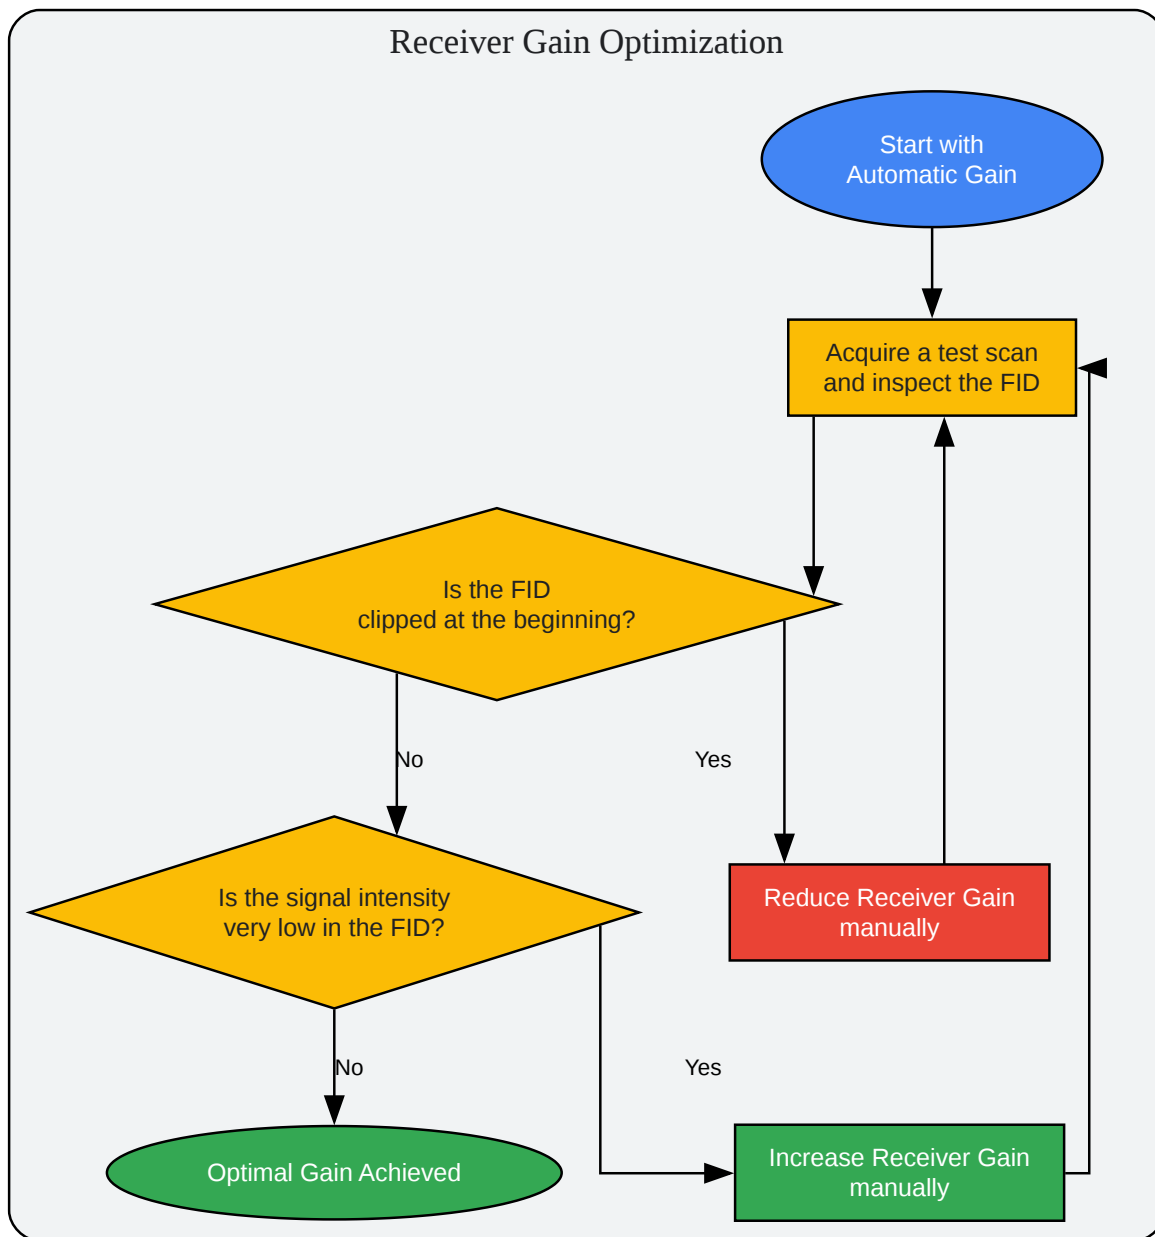 Receiver Gain Optimization
Start with
Automatic Gain
Acquire a test scan
and inspect the FID
Is the FID
clipped at the beginning?
No
Yes
Is the signal intensity
very low in the FID?
Reduce Receiver Gain
manually
No
Yes
Optimal Gain Achieved
Increase Receiver Gain
manually